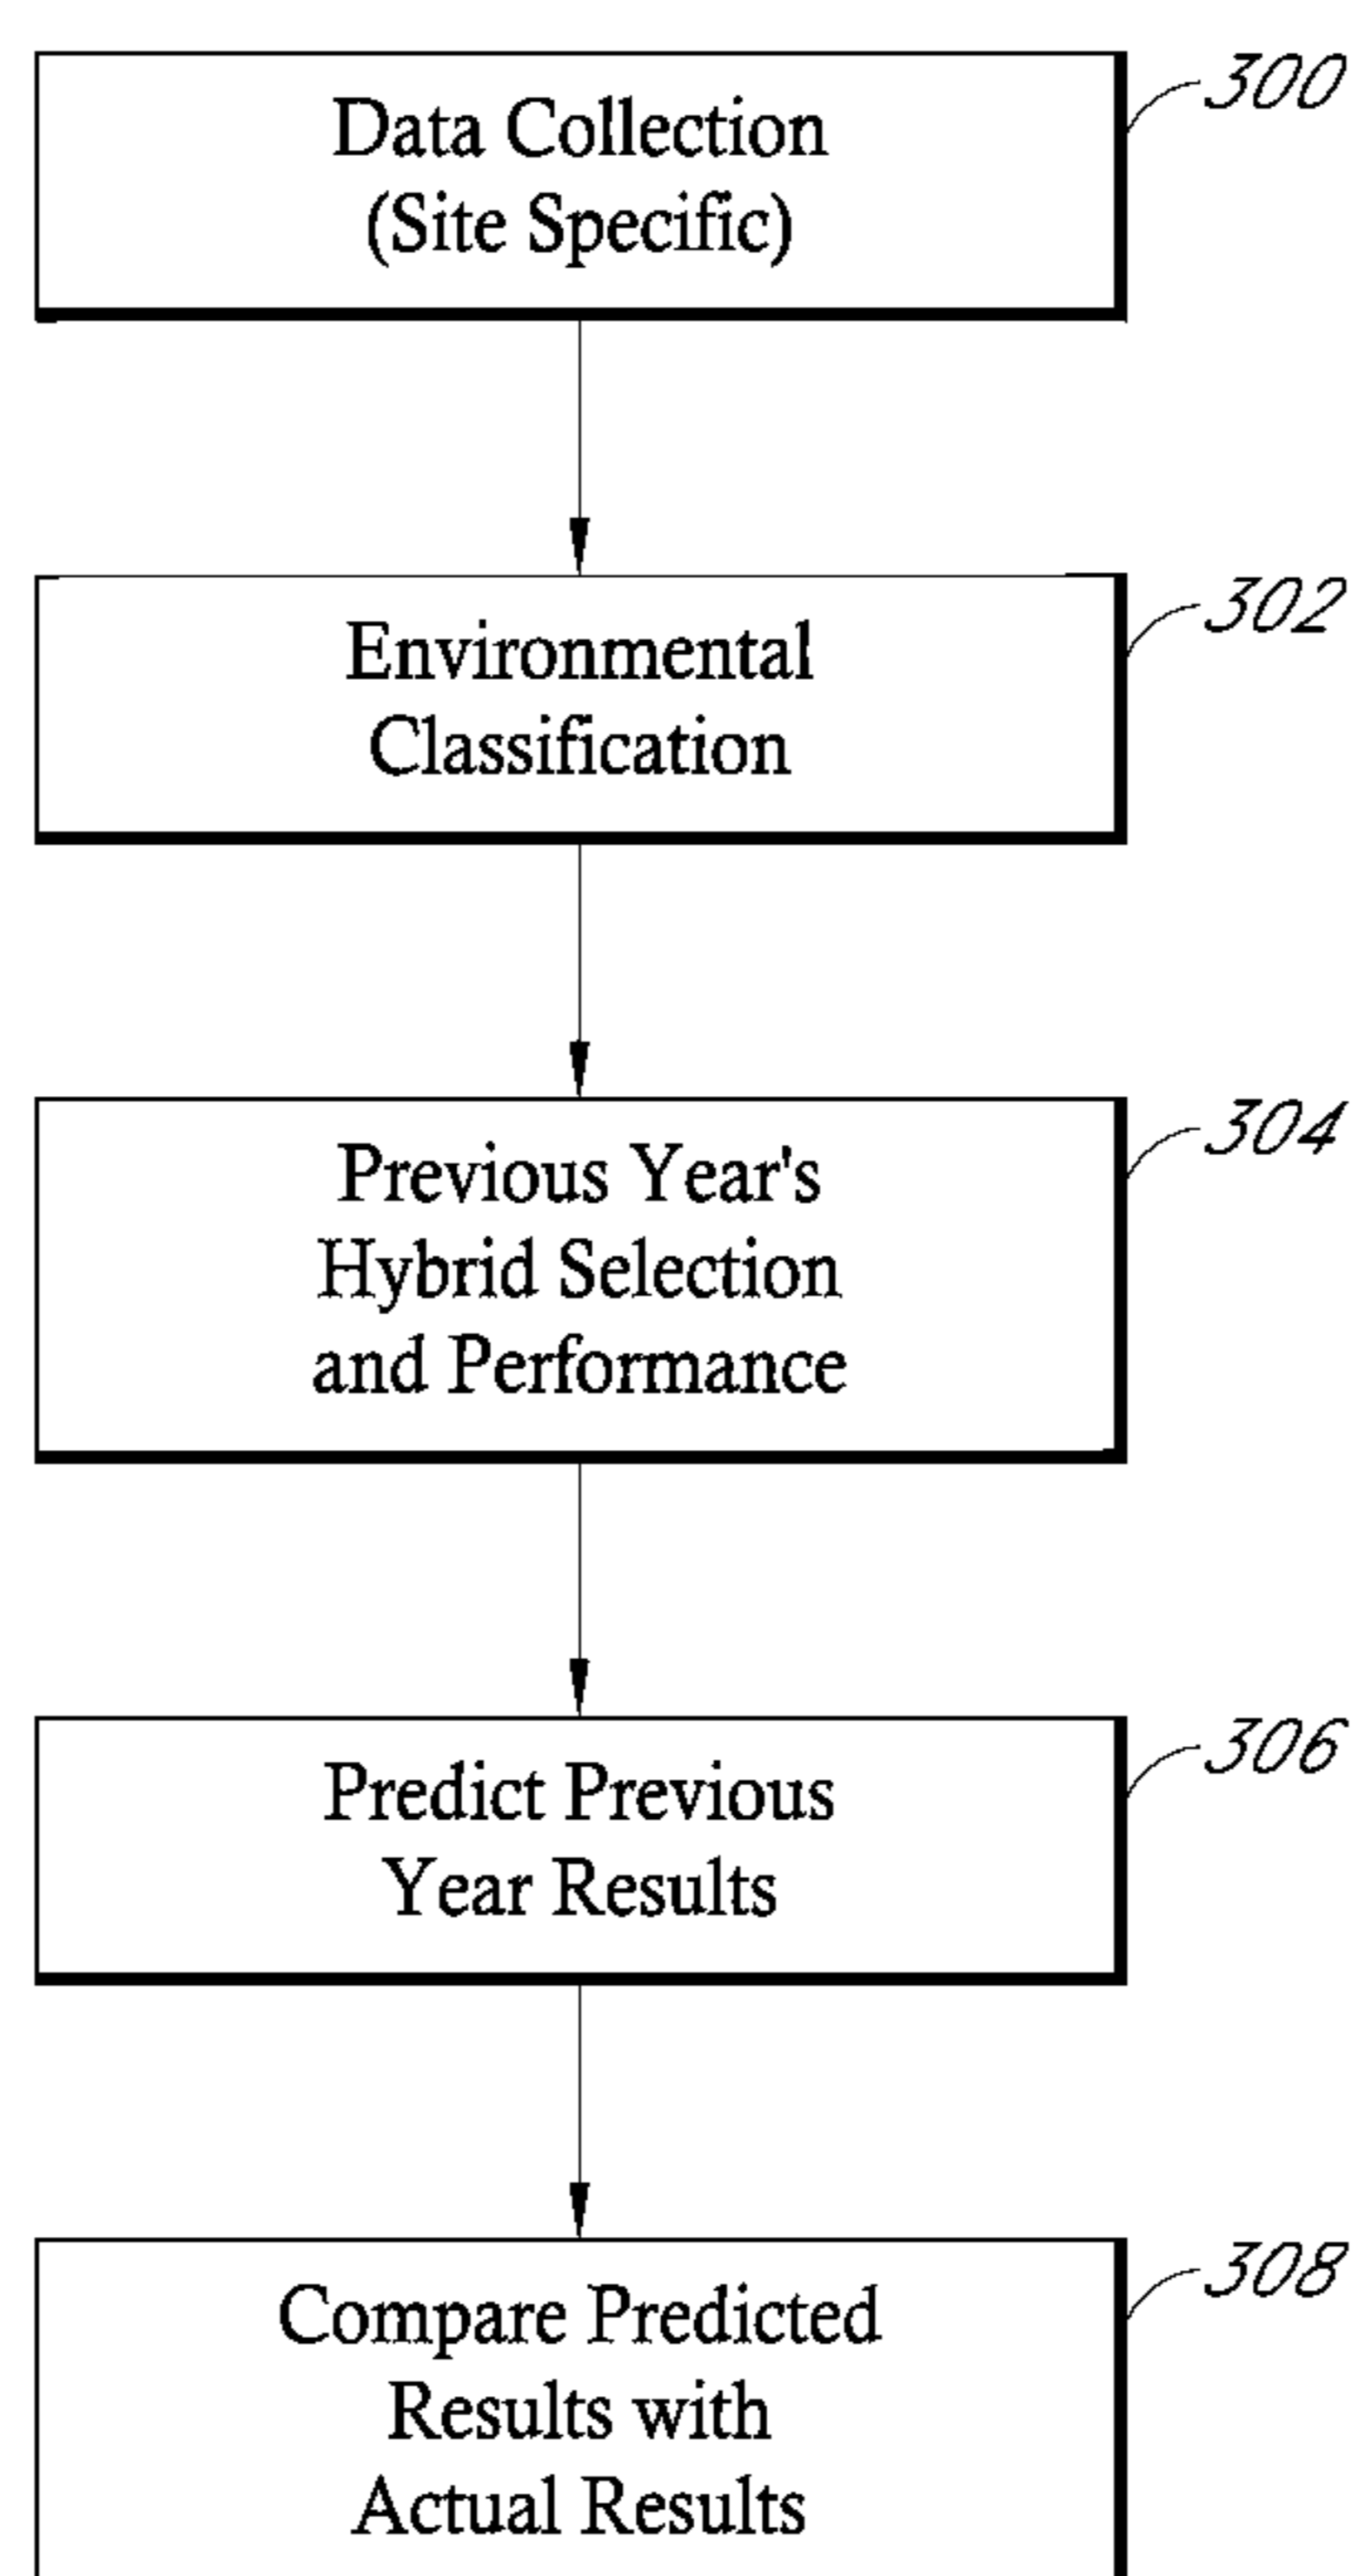 Data Collection
(Site Specific)
300
Environmental
Classification
302
Previous Year's
Hybrid Selection
and Performance
304
Predict Previous
Year Results
306
Compare Predicted
Results with
Actual Results
308